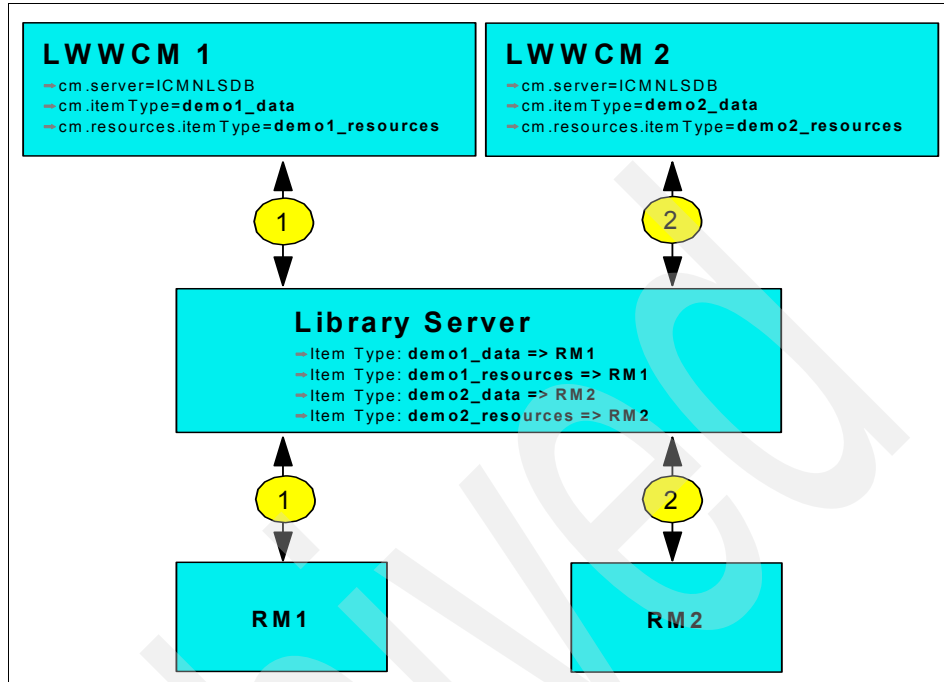 LWWCM 1
⇒cm.server=ICMNLSDB
⇒cm.itemType=demo1_data
⇒cm.resources.itemType=demo1_resources
LWWCM 2
⇒cm.server=ICMNLSDB
⇒cm.itemType=demo2_data
⇒cm.resources.itemType=demo2_resources
1
2
Library Server
⇒Item Type: demo1_data => RM1
⇒Item Type: demo1_resources => RM1
⇒Item Type: demo2_data => RM2
⇒Item Type: demo2_resources => RM2
1
2
RM1
RM2